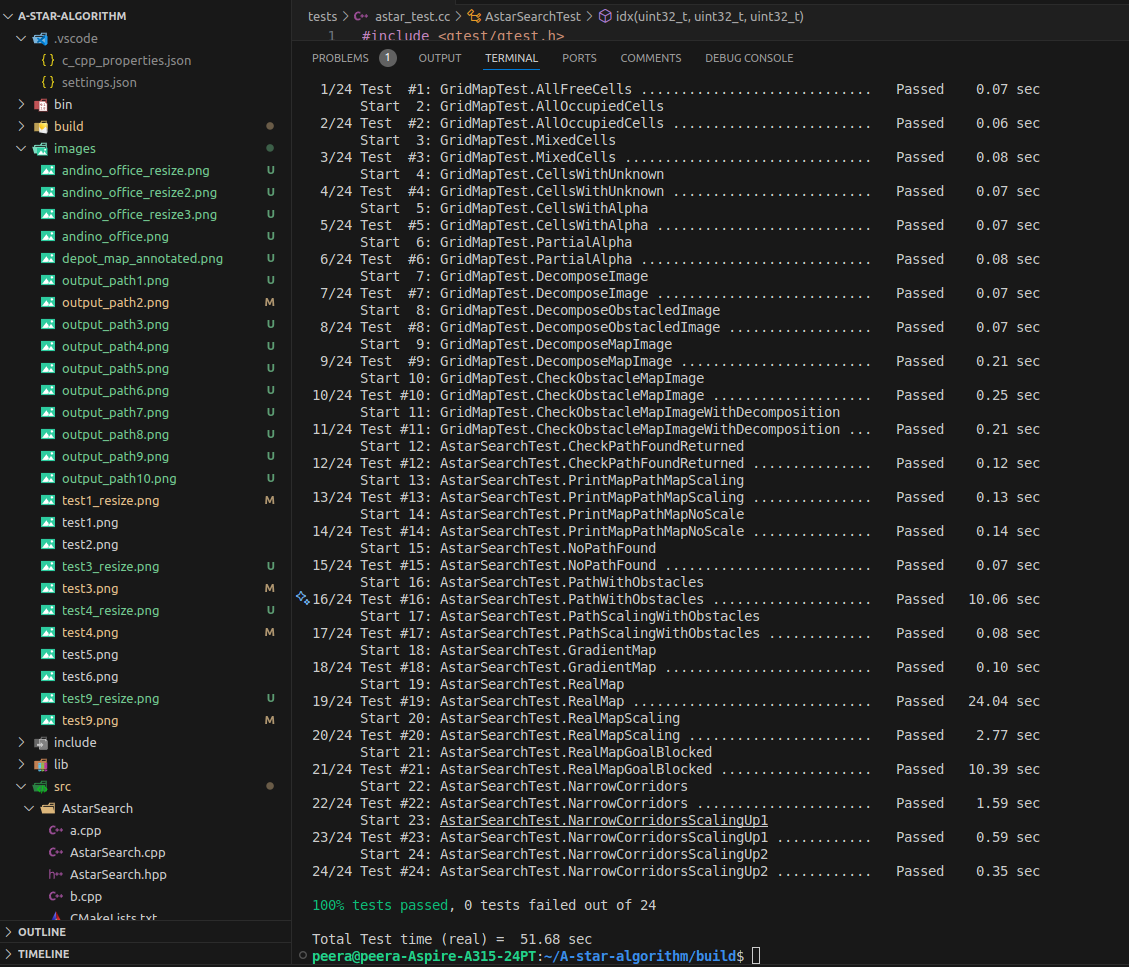 A-STAR-ALGORITHM
.vscode
{} c_cpp_properties.json
{} settings.json
bin
build
images
andino_office_resize.png U
andino_office_resize2.png U
andino_office_resize3.png U
andino_office.png U
depot_map_annotated.png U
output_path1.png U
output_path2.png M
output_path3.png U
output_path4.png U
output_path5.png U
output_path6.png U
output_path7.png U
output_path8.png U
output_path9.png U
output_path10.png U
test1_resize.png M
test1.png
test2.png
test3_resize.png U
test3.png M
test4_resize.png U
test4.png M
test5.png
test6.png
test9_resize.png U
test9.png M
include
lib
src
AstarSearch
a.cpp
AstarSearch.cpp
AstarSearch.hpp
b.cpp
CMakeLists.txt
OUTLINE
TIMELINE
tests > astar_test.cc > AstarSearchTest > idx(uint32_t, uint32_t, uint32_t)
1 #include <gtest/gtest.h>
PROBLEMS 1 OUTPUT TERMINAL PORTS COMMENTS DEBUG CONSOLE
1/24 Test #1: GridMapTest.AllFreeCells ............................. Passed 0.07 sec
Start 2: GridMapTest.AllOccupiedCells
2/24 Test #2: GridMapTest.AllOccupiedCells ......................... Passed 0.06 sec
Start 3: GridMapTest.MixedCells
3/24 Test #3: GridMapTest.MixedCells ............................... Passed 0.08 sec
Start 4: GridMapTest.CellsWithUnknown
4/24 Test #4: GridMapTest.CellsWithUnknown ......................... Passed 0.07 sec
Start 5: GridMapTest.CellsWithAlpha
5/24 Test #5: GridMapTest.CellsWithAlpha ........................... Passed 0.07 sec
Start 6: GridMapTest.PartialAlpha
6/24 Test #6: GridMapTest.PartialAlpha ............................. Passed 0.08 sec
Start 7: GridMapTest.DecomposeImage
7/24 Test #7: GridMapTest.DecomposeImage ........................... Passed 0.07 sec
Start 8: GridMapTest.DecomposeObstacledImage
8/24 Test #8: GridMapTest.DecomposeObstacledImage .................. Passed 0.07 sec
Start 9: GridMapTest.DecomposeMapImage
9/24 Test #9: GridMapTest.DecomposeMapImage ........................ Passed 0.21 sec
Start 10: GridMapTest.CheckObstacleMapImage
10/24 Test #10: GridMapTest.CheckObstacleMapImage .................... Passed 0.25 sec
Start 11: GridMapTest.CheckObstacleMapImageWithDecomposition
11/24 Test #11: GridMapTest.CheckObstacleMapImageWithDecomposition ... Passed 0.21 sec
Start 12: AstarSearchTest.CheckPathFoundReturned
12/24 Test #12: AstarSearchTest.CheckPathFoundReturned ............... Passed 0.12 sec
Start 13: AstarSearchTest.PrintMapPathMapScaling
13/24 Test #13: AstarSearchTest.PrintMapPathMapScaling ............... Passed 0.13 sec
Start 14: AstarSearchTest.PrintMapPathMapNoScale
14/24 Test #14: AstarSearchTest.PrintMapPathMapNoScale ............... Passed 0.14 sec
Start 15: AstarSearchTest.NoPathFound
15/24 Test #15: AstarSearchTest.NoPathFound .......................... Passed 0.07 sec
Start 16: AstarSearchTest.PathWithObstacles
16/24 Test #16: AstarSearchTest.PathWithObstacles .................... Passed 10.06 sec
Start 17: AstarSearchTest.PathScalingWithObstacles
17/24 Test #17: AstarSearchTest.PathScalingWithObstacles ............. Passed 0.08 sec
Start 18: AstarSearchTest.GradientMap
18/24 Test #18: AstarSearchTest.GradientMap .......................... Passed 0.10 sec
Start 19: AstarSearchTest.RealMap
19/24 Test #19: AstarSearchTest.RealMap .............................. Passed 24.04 sec
Start 20: AstarSearchTest.RealMapScaling
20/24 Test #20: AstarSearchTest.RealMapScaling ....................... Passed 2.77 sec
Start 21: AstarSearchTest.RealMapGoalBlocked
21/24 Test #21: AstarSearchTest.RealMapGoalBlocked ................... Passed 10.39 sec
Start 22: AstarSearchTest.NarrowCorridors
22/24 Test #22: AstarSearchTest.NarrowCorridors ...................... Passed 1.59 sec
Start 23: AstarSearchTest.NarrowCorridorsScalingUp1
23/24 Test #23: AstarSearchTest.NarrowCorridorsScalingUp1 ............ Passed 0.59 sec
Start 24: AstarSearchTest.NarrowCorridorsScalingUp2
24/24 Test #24: AstarSearchTest.NarrowCorridorsScalingUp2 ............ Passed 0.35 sec
100% tests passed, 0 tests failed out of 24
Total Test time (real) = 51.68 sec
peera@peera-Aspire-A315-24PT:~/A-star-algorithm/build$